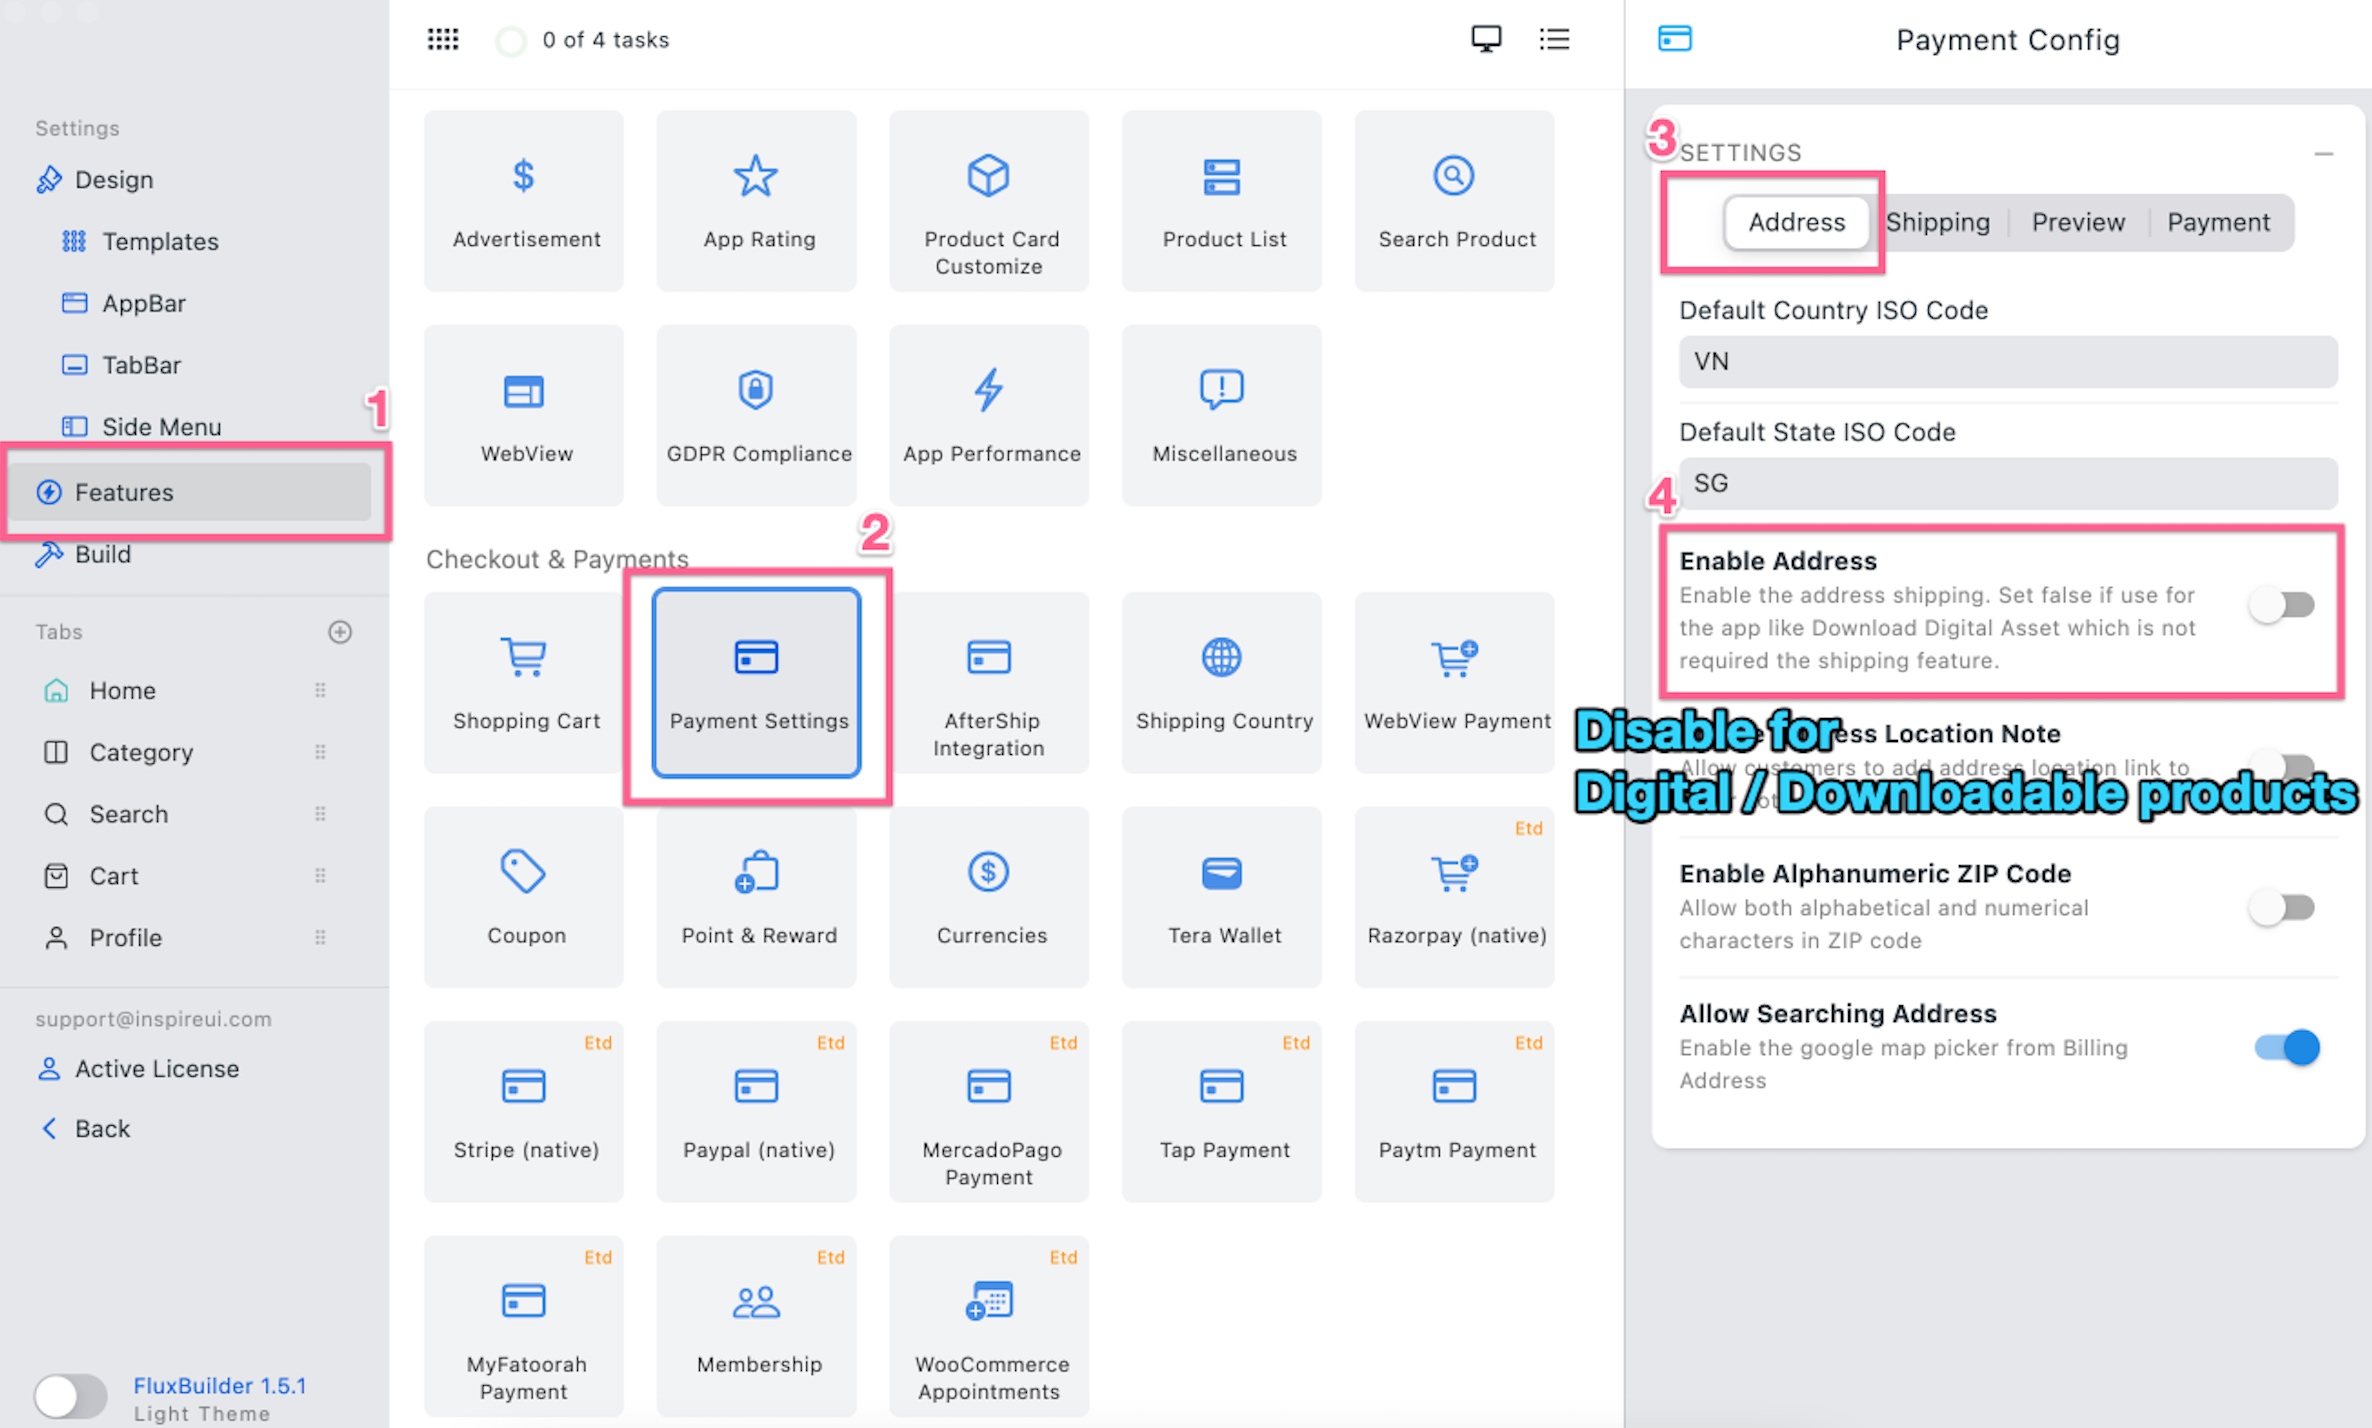 Settings
Design
Templates
AppBar
TabBar
Side Menu
1
Features
Build
Tabs
Home
Category
Search
Cart
Profile
support@inspireui.com
Active License
Back
FluxBuilder 1.5.1
Light Theme
0 of 4 tasks
Advertisement
App Rating
Product Card
Customize
Product List
Search Product
WebView
GDPR Compliance
App Performance
Miscellaneous
Checkout & Payments
2
Shopping Cart
Payment Settings
AfterShip
Integration
Shipping Country
WebView Payment
Coupon
Point & Reward
Currencies
Tera Wallet
Etd
Razorpay (native)
Etd
Stripe (native)
Etd
Paypal (native)
Etd
MercadoPago
Payment
Etd
Tap Payment
Etd
Paytm Payment
Etd
MyFatoorah
Payment
Etd
Membership
Etd
WooCommerce
Appointments
Payment Config
3
SETTINGS
Address
Shipping
Preview
Payment
Default Country ISO Code
VN
Default State ISO Code
SG
4
Enable Address
Enable the address shipping. Set false if use for
the app like Download Digital Asset which is not
required the shipping feature.
Disable for
Digital / Downloadable products
Location Note
Allow customers to add address location link to
Enable Alphanumeric ZIP Code
Allow both alphabetical and numerical
characters in ZIP code
Allow Searching Address
Enable the google map picker from Billing
Address